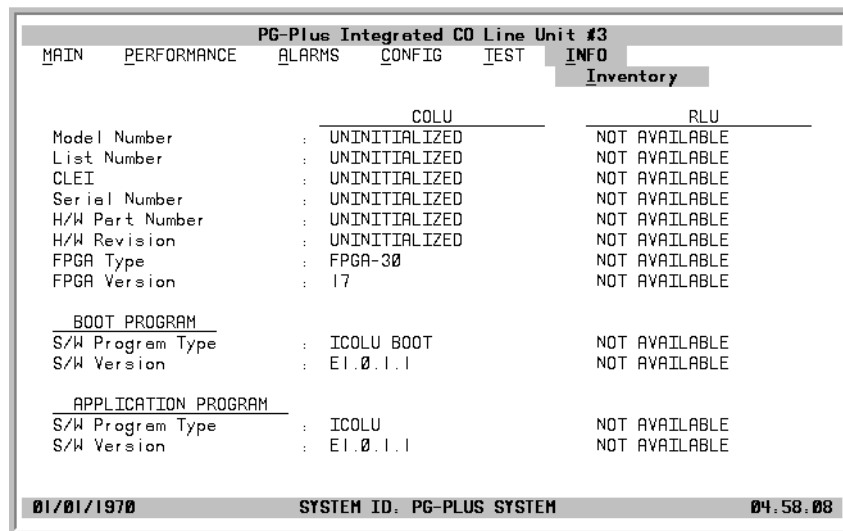 PG-Plus Integrated CO Line Unit #3
MAIN PERFORMANCE ALARMS CONFIG TEST INFO
Inventory
COLU RLU
Model Number : UNINITIALIZED NOT AVAILABLE
List Number : UNINITIALIZED NOT AVAILABLE
CLEI : UNINITIALIZED NOT AVAILABLE
Serial Number : UNINITIALIZED NOT AVAILABLE
H/W Part Number : UNINITIALIZED NOT AVAILABLE
H/W Revision : UNINITIALIZED NOT AVAILABLE
FPGA Type : FPGA-30 NOT AVAILABLE
FPGA Version : 17 NOT AVAILABLE
BOOT PROGRAM
S/W Program Type : ICOLU BOOT NOT AVAILABLE
S/W Version : E1.0.1.1 NOT AVAILABLE
APPLICATION PROGRAM
S/W Program Type : ICOLU NOT AVAILABLE
S/W Version : E1.0.1.1 NOT AVAILABLE
01/01/1970 SYSTEM ID: PG-PLUS SYSTEM 04:58:08